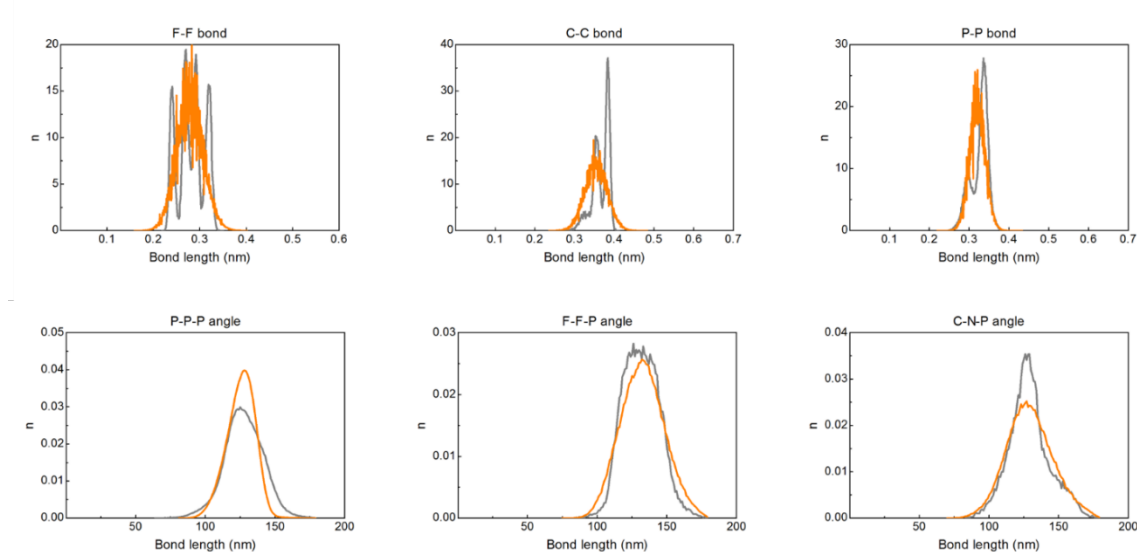 F-F bond
20
15
10
5
0
n
0.1 0.2 0.3 0.4 0.5 0.6
Bond length (nm)
C-C bond
40
30
20
10
0
n
0 0.1 0.2 0.3 0.4 0.5 0.6 0.7
Bond length (nm)
P-P bond
30
20
10
0
n
0 0.1 0.2 0.3 0.4 0.5 0.6 0.7
Bond length (nm)
P-P-P angle
0.05
0.04
0.03
0.02
0.01
0.00
n
50 100 150 200
Bond length (nm)
F-F-P angle
0.03
0.02
0.01
0.00
n
50 100 150 200
Bond length (nm)
C-N-P angle
0.04
0.03
0.02
0.01
0.00
n
50 100 150 200
Bond length (nm)